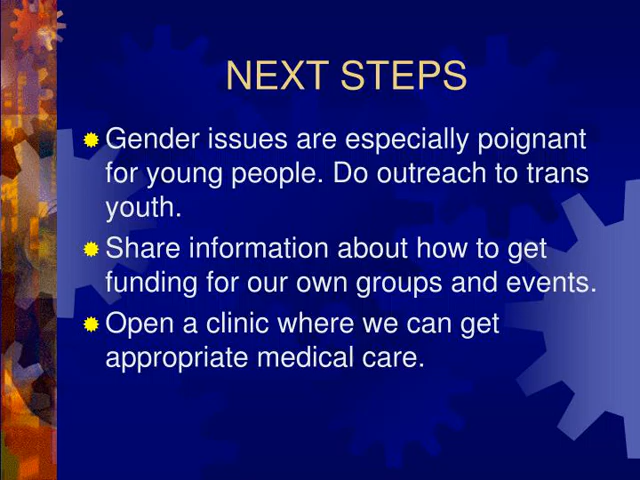 NEXT STEPS
Gender issues are especially poignant
for young people. Do outreach to trans
youth.
Share information about how to get
funding for our own groups and events.
Open a clinic where we can get
appropriate medical care.